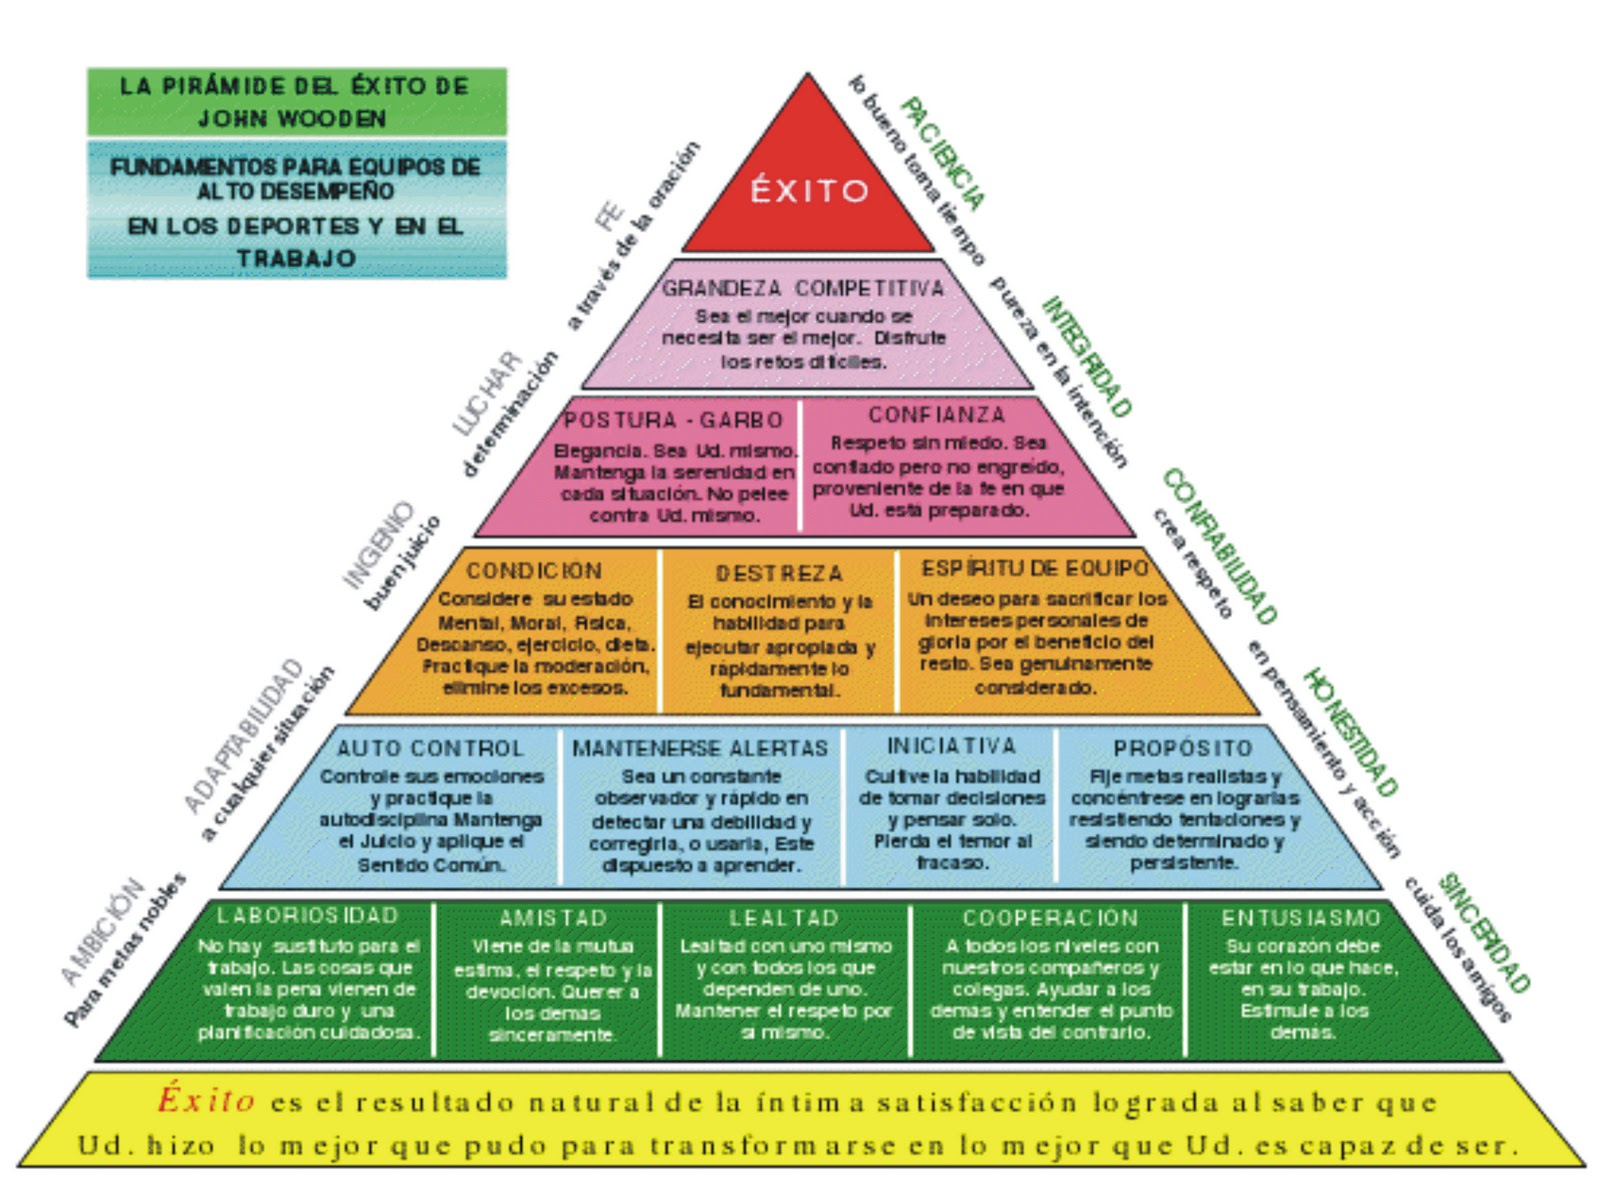 LA PIRÁMIDE DEL ÉXITO DE
JOHN WOODEN
FUNDAMENTOS PARA EQUIPOS DE
ALTO DESEMPEÑO
EN LOS DEPORTES Y EN EL
TRABAJO
ÉXITO
FE
a través de la oración
PACIENCIA
lo bueno toma tiempo
GRANDEZA COMPETITIVA
Sea el mejor cuando se
necesita ser el mejor. Disfrute
los retos difíciles.
LUCHAR
determinación
INTEGRIDAD
pureza en la intención
POSTURA - GARBO
Elegancia. Sea Ud. mismo.
Mantenga la serenidad en
cada situación. No pelee
contra Ud. mismo.
CONFIANZA
Respeto sin miedo. Sea
confiado pero no engreído,
proveniente de la fe en que
Ud. está preparado.
INGENIO
buen juicio
CONFIABILIDAD
crea respeto
CONDICIÓN
Considere su estado
Mental, Moral, Física,
Descanso, ejercicio, dieta.
Practique la moderación,
elimine los excesos.
DESTREZA
El conocimiento y la
habilidad para
ejecutar apropiada y
rápidamente lo
fundamental.
ESPÍRITU DE EQUIPO
Un deseo para sacrificar los
intereses personales de
gloria por el beneficio del
resto. Sea genuinamente
considerado.
ADAPTABILIDAD
a cualquier situación
HONESTIDAD
en pensamiento y acción
AUTO CONTROL
Controle sus emociones
y practique la
autodisciplina Mantenga
el Juicio y aplique el
Sentido Común.
MANTENERSE ALERTAS
Sea un constante
observador y rápido en
detectar una debilidad y
corregirla, o usarla, Este
dispuesto a aprender.
INICIATIVA
Cultive la habilidad
de tomar decisiones
y pensar solo.
Pierda el temor al
fracaso.
PROPÓSITO
Fije metas realistas y
concéntrese en lograrlas
resistiendo tentaciones y
siendo determinado y
persistente.
AMBICIÓN
Para metas nobles
SINCERIDAD
cuida los amigos
LABORIOSIDAD
No hay sustituto para el
trabajo. Las cosas que
valen la pena vienen de
trabajo duro y una
planificación cuidadosa.
AMISTAD
Viene de la mutua
estima, el respeto y la
devoción. Querer a
los demás
sinceramente.
LEALTAD
Lealtad con uno mismo
y con todos los que
dependen de uno.
Mantener el respeto por
si mismo.
COOPERACIÓN
A todos los niveles con
nuestros compañeros y
colegas. Ayudar a los
demás y entender el punto
de vista del contrario.
ENTUSIASMO
Su corazón debe
estar en lo que hace,
en su trabajo.
Estimule a los
demás.
Éxito es el resultado natural de la íntima satisfacción lograda al saber que
Ud. hizo lo mejor que pudo para transformarse en lo mejor que Ud. es capaz de ser.